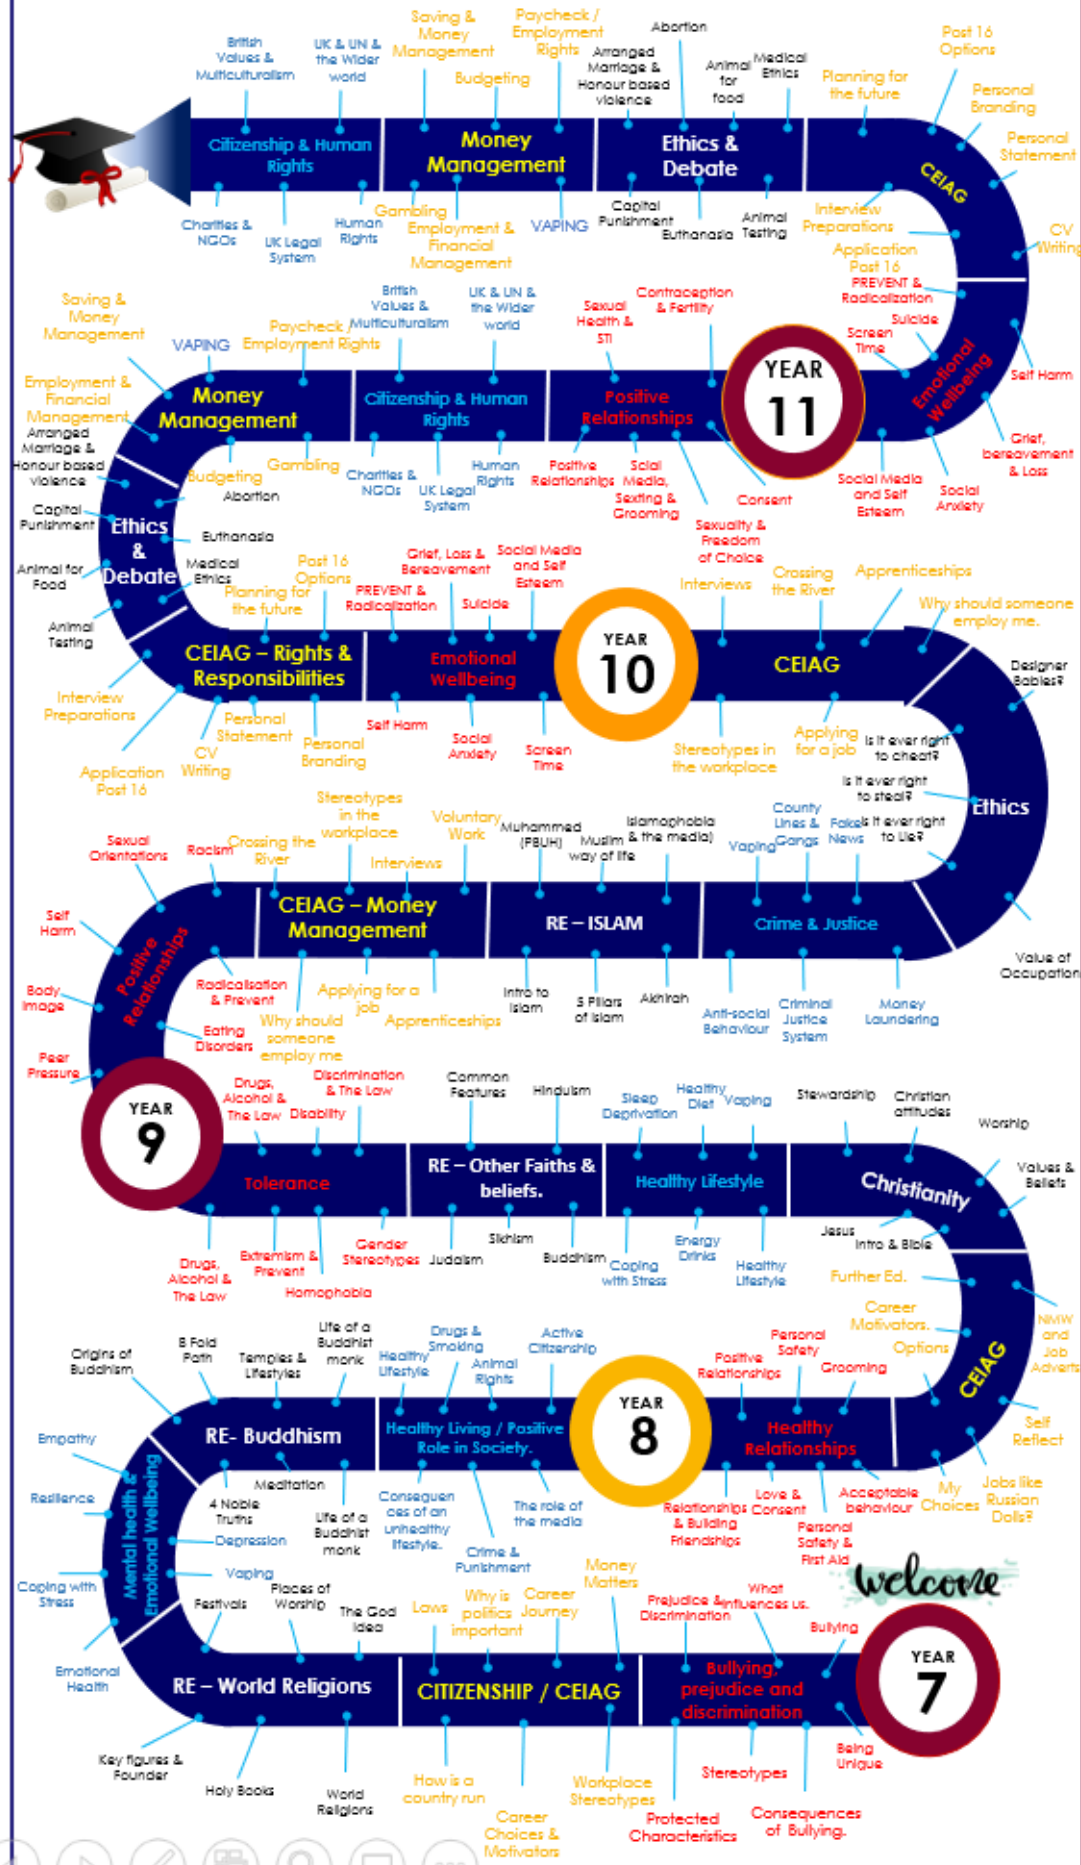 Saving &
Money
Management
Paycheck /
Employment
Rights
Abortion
Post 16
Options
British
Values &
Multiculturalism
UK & UN &
the Wider
world
Budgeting
Arranged
Marriage &
Honour based
violence
Animal
for
food
Medical
Ethics
Planning for
the future
Personal
Branding
Personal
Statement
Citizenship & Human
Rights
Money
Management
Ethics &
Debate
CEIAG
Charities &
NGOs
UK Legal
System
Human
Rights
Gambling
Employment &
Financial
Management
VAPING
Capital
Punishment
Euthanasia
Animal
Testing
Interview
Preparations
Application
Post 16
CV
Writing
PREVENT &
Radicalization
Suicide
Screen
Time
Emotional
Wellbeing
Self Harm
Grief,
bereavement
& Loss
Social
Anxiety
Social Media
and Self
Esteem
YEAR
11
Saving &
Money
Management
VAPING
Paycheck /
Employment Rights
British
Values &
Multiculturalism
UK & UN &
the Wider
world
Sexual
Health &
STI
Contraception
& Fertility
Employment &
Financial
Management
Money
Management
Citizenship & Human
Rights
Positive
Relationships
Budgeting
Gambling
Charities &
NGOs
UK Legal
System
Human
Rights
Positive
Relationships
Scial
Media,
Sexting &
Grooming
Sexuality &
Freedom
of Choice
Consent
Arranged
Marriage &
Honour based
violence
Capital
Punishment
Animal for
Food
Animal
Testing
Ethics
&
Debate
Abortion
Euthanasia
Medical
Ethics
Planning for
the future
Post 16
Options
PREVENT &
Radicalization
Grief, Loss &
Bereavement
Suicide
Social Media
and Self
Esteem
Interviews
Crossing
the River
Apprenticeships
Why should someone
employ me.
CEIAG – Rights &
Responsibilities
Emotional
Wellbeing
YEAR
10
CEIAG
Interview
Preparations
Application
Post 16
CV
Writing
Personal
Statement
Personal
Branding
Self Harm
Social
Anxiety
Screen
Time
Stereotypes in
the workplace
Applying
for a job
Designer
Babies?
Is it ever right
to cheat?
Is it ever right
to steal?
Is it ever right
to Lie?
Ethics
Value of
Occupation
Sexual
Orientations
Racism
Crossing the
River
Stereotypes
in the
workplace
Interviews
Voluntary
Work
Muhammed
(PBUH)
Muslim
way of life
Islamophobia
& the media)
Vaping
County
Lines &
Gangs
Fake
News
CEIAG – Money
Management
RE – ISLAM
Crime & Justice
Self
Harm
Body
Image
Peer
Pressure
Positive
Relationships
Radicalisation
& Prevent
Eating
Disorders
Why should
someone
employ me
Applying for a
job
Apprenticeships
Intro to
Islam
5 Pillars
of Islam
Akhirah
Anti-social
Behaviour
Criminal
Justice
System
Money
Laundering
YEAR
9
Drugs,
Alcohol &
The Law
Disability
Discrimination
& The Law
Common
Features
Hinduism
Sleep
Deprivation
Healthy
Diet
Vaping
Stewardship
Christian
attitudes
Worship
Values &
Beliefs
Tolerance
RE – Other Faiths &
beliefs.
Healthy Lifestyle
Christianity
Drugs,
Alcohol &
The Law
Extremism &
Prevent
Homophobia
Gender
Stereotypes
Judaism
Sikhism
Buddhism
Coping
with Stress
Energy
Drinks
Healthy
Lifestyle
Jesus
Intro & Bible
Further Ed.
Career
Motivators.
Options
CEIAG
NMW
and
Job
Adverts
Self
Reflect
Jobs like
Russian
Dolls?
My
Choices
Origins of
Buddhism
8 Fold
Path
Temples &
Lifestyles
Life of a
Buddhist
monk
Healthy
Lifestyle
Drugs &
Smoking
Animal
Rights
Active
Citizenship
Positive
Relationships
Personal
Safety
Grooming
RE- Buddhism
Healthy Living / Positive
Role in Society.
YEAR
8
Healthy
Relationships
Empathy
Resilience
Coping with
Stress
Emotional
Health
Mental health &
Emotional Wellbeing
4 Noble
Truths
Meditation
Life of a
Buddhist
monk
Depression
Vaping
Consequen
ces of an
unhealthy
lifestyle.
Crime &
Punishment
The role of
the media
Relationships
& Building
Friendships
Love &
Consent
Personal
Safety &
First Aid
Acceptable
behaviour
welcome
Festivals
Places of
Worship
The God
Idea
Laws
Why is
politics
important
Career
Journey
Money
Matters
Prejudice &
Discrimination
What
influences us.
Bullying
RE – World Religions
CITIZENSHIP / CEIAG
Bullying,
prejudice and
discrimination
YEAR
7
Key figures &
Founder
Holy Books
World
Religions
How is a
country run
Career
Choices &
Motivators
Workplace
Stereotypes
Protected
Characteristics
Stereotypes
Consequences
of Bullying.
Being
Unique